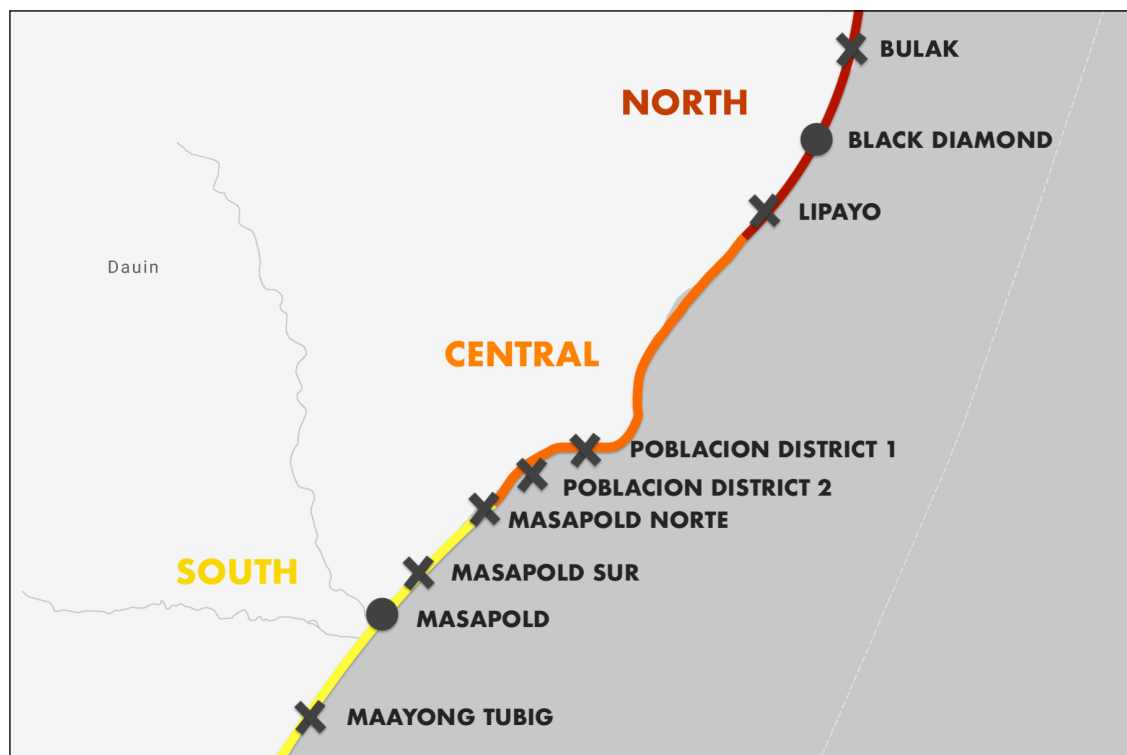 BULAK
NORTH
BLACK DIAMOND
LIPAYO
Dauin
CENTRAL
POBLACION DISTRICT 1
POBLACION DISTRICT 2
MASAPOLD NORTE
SOUTH
MASAPOLD SUR
MASAPOLD
MAAYONG TUBIG